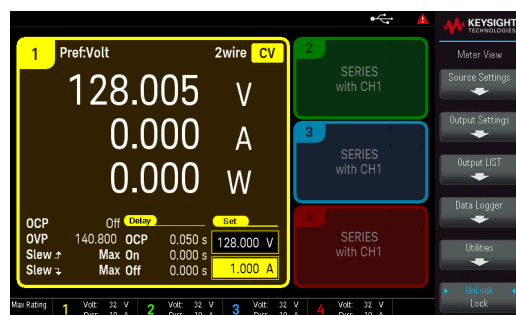 KEYSIGHT
TECHNOLOGIES
1 Pref:Volt 2wire CV
128.005 V
0.000 A
0.00 W
OCP Off Delay Set
OVP 140.800 OCP 0.050 s 128.000 V
Slew Max On 0.000 s
Slew Max Off 0.000 s 1.000 A
2
SERIES
with CH1
3
SERIES
with CH1
4
SERIES
with CH1
Meter View
Source Settings
Output Settings
Output LIST
Data Logger
Utilities
UnLock
Lock
Max Rating 1 Volt: 32 V 2 Volt: 32 V 3 Volt: 32 V 4 Volt: 32 V